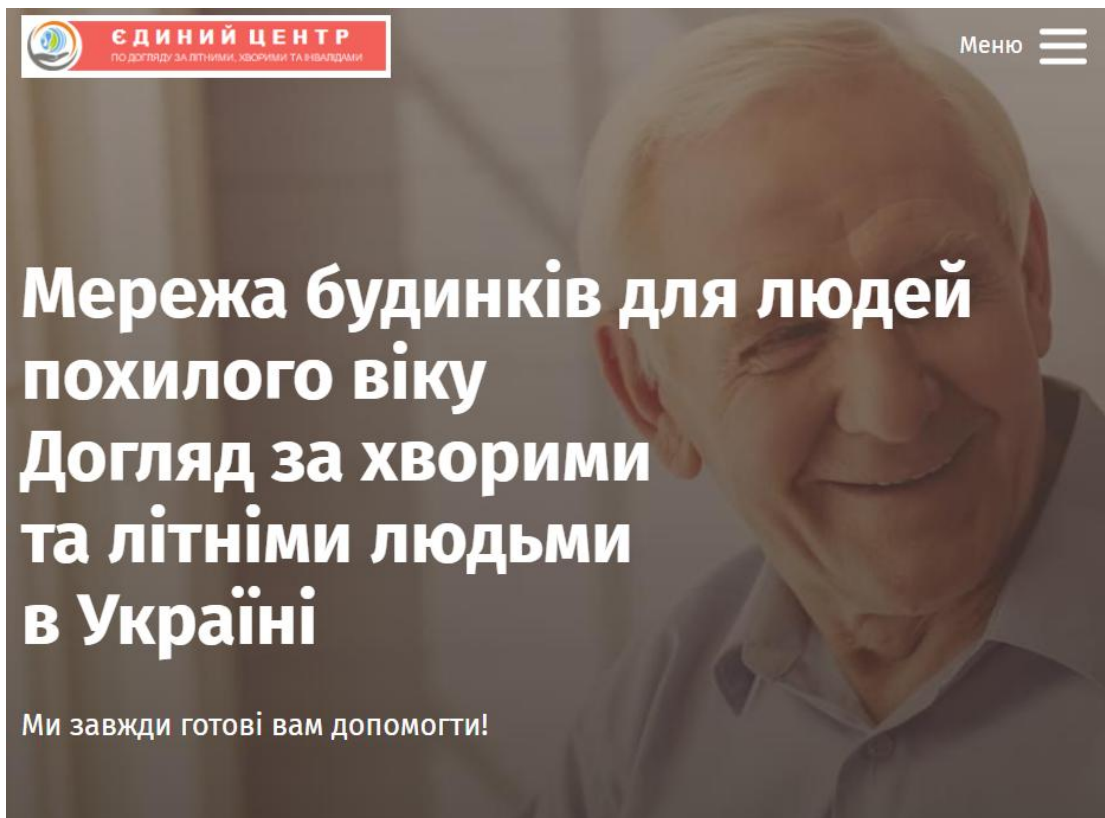 ЄДИНИЙ ЦЕНТР
ПО ДОГЛЯДУ ЗА ЛІТНИМИ, ХВОРИМИ ТА ІНВАЛІДАМИ
Меню
Мережа будинків для людей
похилого віку
Догляд за хворими
та літніми людьми
в Україні
Ми завжди готові вам допомогти!